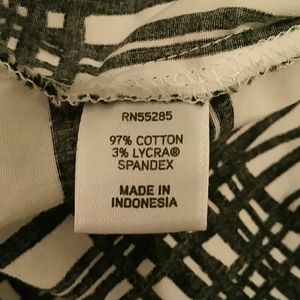 RN55285
97% COTTON
3% LYCRA®
SPANDEX
MADE IN
INDONESIA